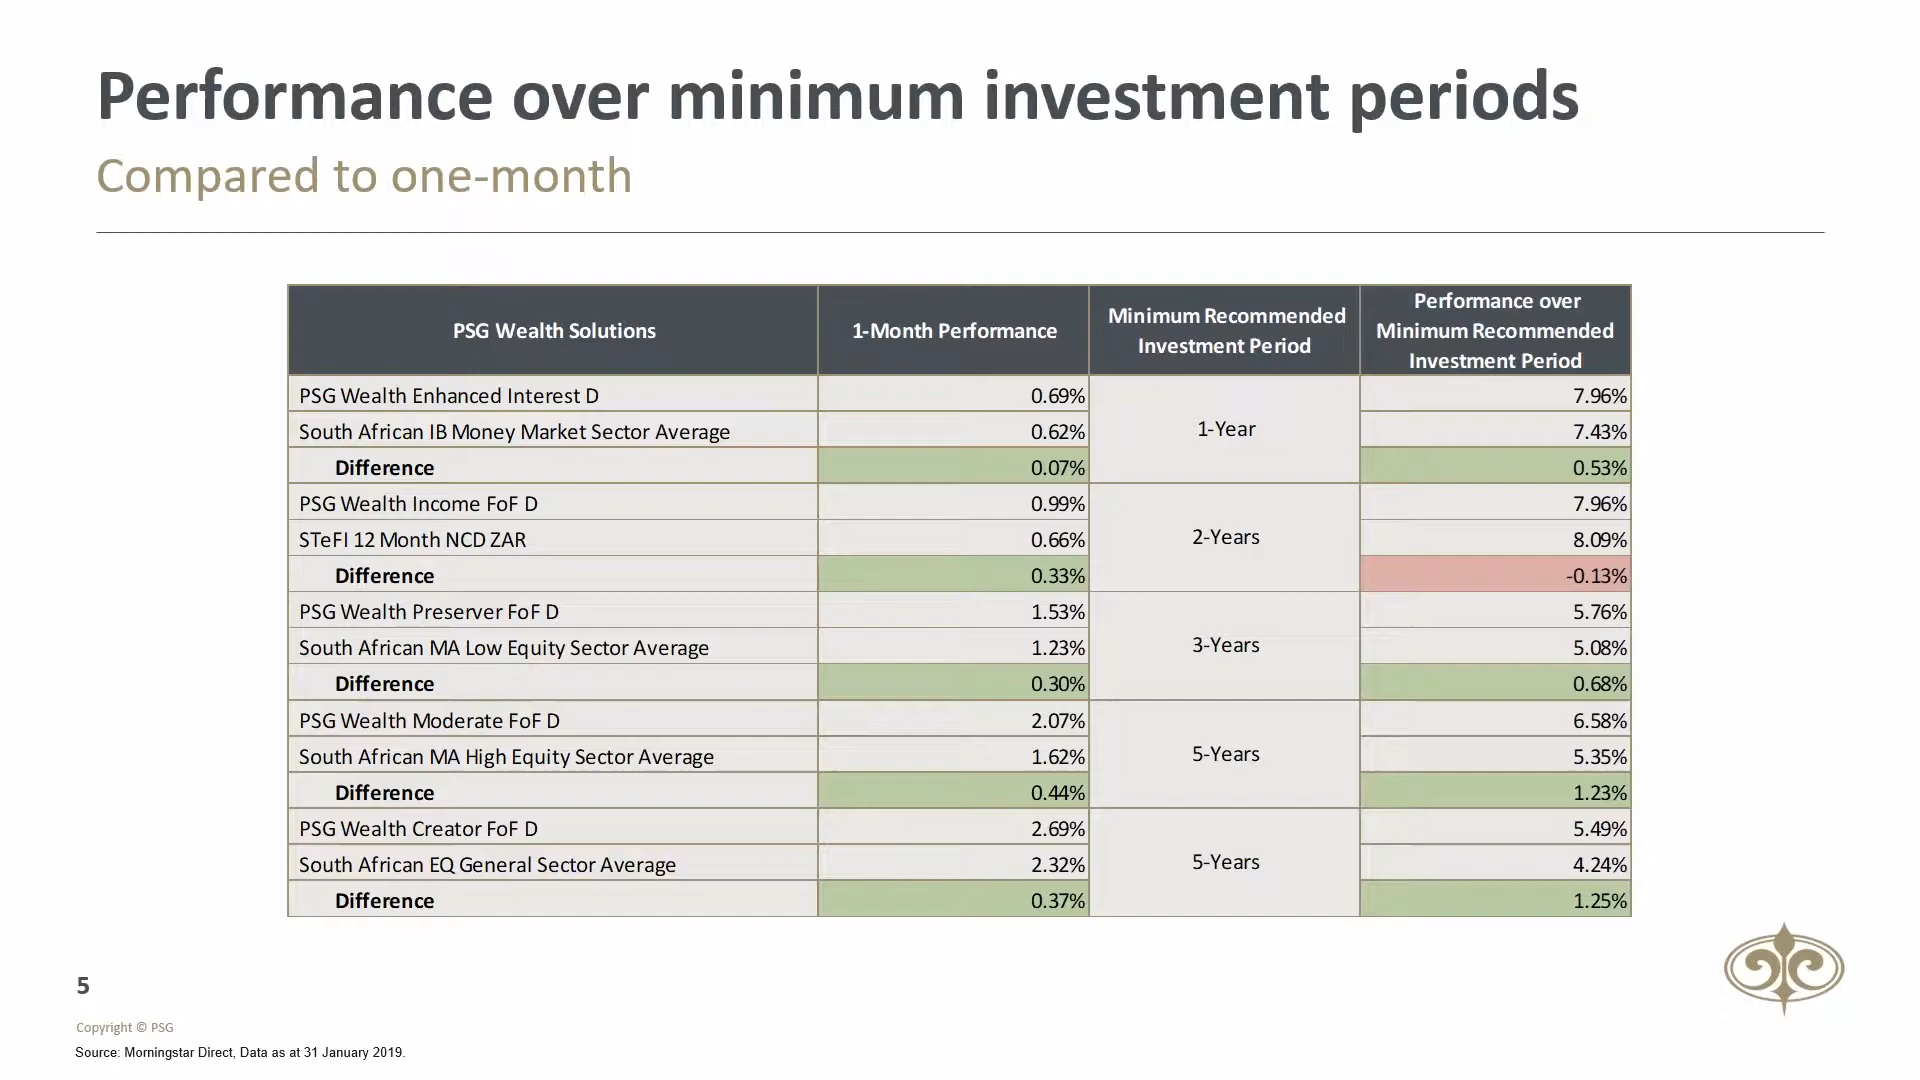 Performance over minimum investment periods
Compared to one-month
PSG Wealth Solutions 1-Month Performance Minimum Recommended Investment Period Performance over Minimum Recommended Investment Period
PSG Wealth Enhanced Interest D 0.69% 1-Year 7.96%
South African IB Money Market Sector Average 0.62% 7.43%
Difference 0.07% 0.53%
PSG Wealth Income FoF D 0.99% 2-Years 7.96%
STeFI 12 Month NCD ZAR 0.66% 8.09%
Difference 0.33% -0.13%
PSG Wealth Preserver FoF D 1.53% 3-Years 5.76%
South African MA Low Equity Sector Average 1.23% 5.08%
Difference 0.30% 0.68%
PSG Wealth Moderate FoF D 2.07% 5-Years 6.58%
South African MA High Equity Sector Average 1.62% 5.35%
Difference 0.44% 1.23%
PSG Wealth Creator FoF D 2.69% 5-Years 5.49%
South African EQ General Sector Average 2.32% 4.24%
Difference 0.37% 1.25%
5
Copyright © PSG
Source: Morningstar Direct, Data as at 31 January 2019.